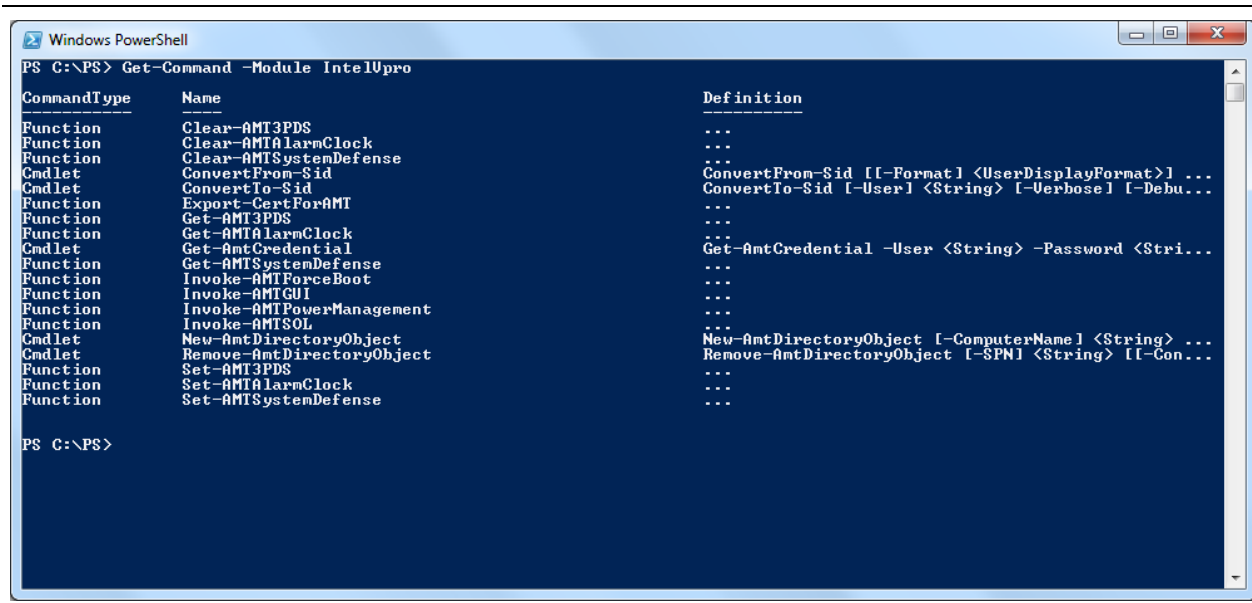 Windows PowerShell
PS C:\PS> Get-Command -Module IntelVpro
CommandType Name Definition
----------- ---- ----------
Function Clear-AMT3PDS ...
Function Clear-AMTAlarmClock ...
Function Clear-AMTSystemDefense ...
Cmdlet ConvertFrom-Sid ConvertFrom-Sid [[-Format] <UserDisplayFormat>] ...
Cmdlet ConvertTo-Sid ConvertTo-Sid [-User] <String> [-Verbose] [-Debu...
Function Export-CertForAMT ...
Function Get-AMT3PDS ...
Function Get-AMTAlarmClock ...
Cmdlet Get-AmtCredential Get-AmtCredential -User <String> -Password <Stri...
Function Get-AMTSystemDefense ...
Function Invoke-AMTForceBoot ...
Function Invoke-AMTGUI ...
Function Invoke-AMTPowerManagement ...
Function Invoke-AMTSOL ...
Cmdlet New-AmtDirectoryObject New-AmtDirectoryObject [-ComputerName] <String> ...
Cmdlet Remove-AmtDirectoryObject Remove-AmtDirectoryObject [-SPN] <String> [[-Con...
Function Set-AMT3PDS ...
Function Set-AMTAlarmClock ...
Function Set-AMTSystemDefense ...
PS C:\PS>